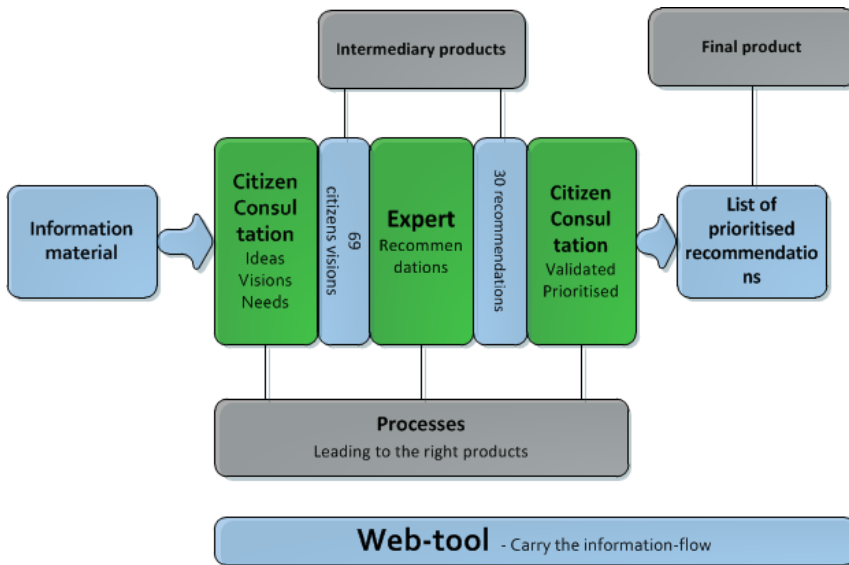 Intermediary products
Final product
Information
material
Citizen
Consul
tation
Ideas
Visions
Needs
69
citizens visions
Expert
Recommen
dations
30 recommendations
Citizen
Consul
tation
Validated
Prioritised
List of
prioritised
recommendatio
ns
Processes
Leading to the right products
Web-tool - Carry the information-flow